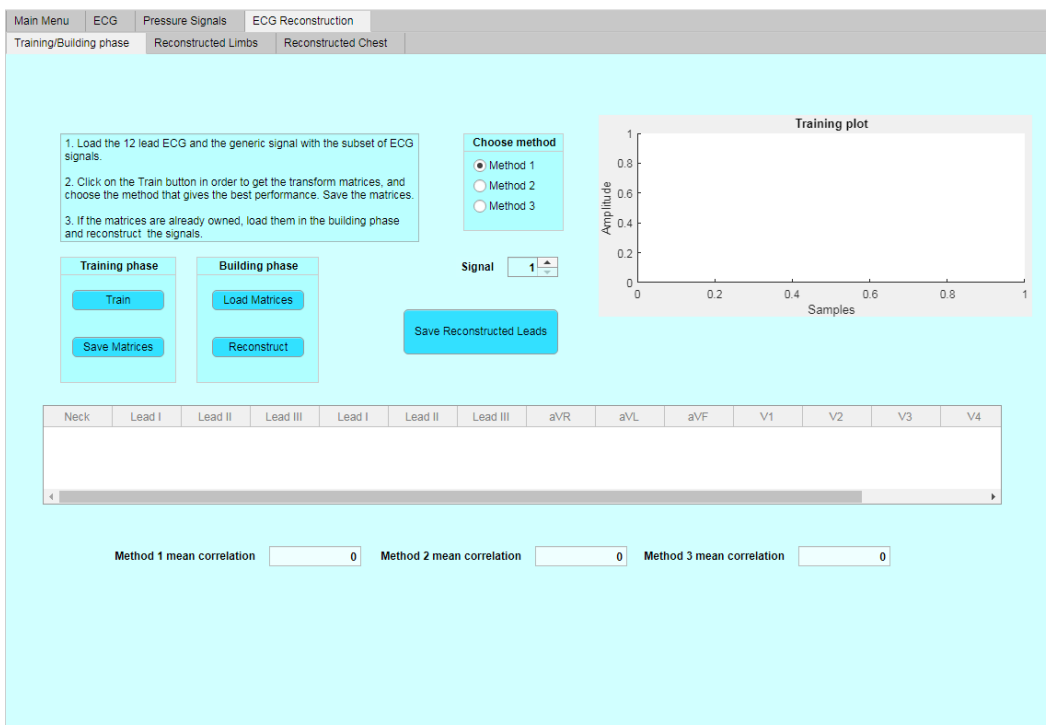 Main Menu ECG Pressure Signals ECG Reconstruction
Training/Building phase Reconstructed Limbs Reconstructed Chest
1. Load the 12 lead ECG and the generic signal with the subset of ECG
signals.
2. Click on the Train button in order to get the transform matrices, and
choose the method that gives the best performance. Save the matrices.
3. If the matrices are already owned, load them in the building phase
and reconstruct the signals.
Choose method
Method 1
Method 2
Method 3
Training plot
1
0.8
0.6
0.4
0.2
0
Amplitude
0 0.2 0.4 0.6 0.8 1
Samples
Training phase
Train
Save Matrices
Building phase
Load Matrices
Reconstruct
Signal 1
Save Reconstructed Leads
Neck Lead I Lead II Lead III Lead I Lead II Lead III aVR aVL aVF V1 V2 V3 V4
Method 1 mean correlation 0 Method 2 mean correlation 0 Method 3 mean correlation 0